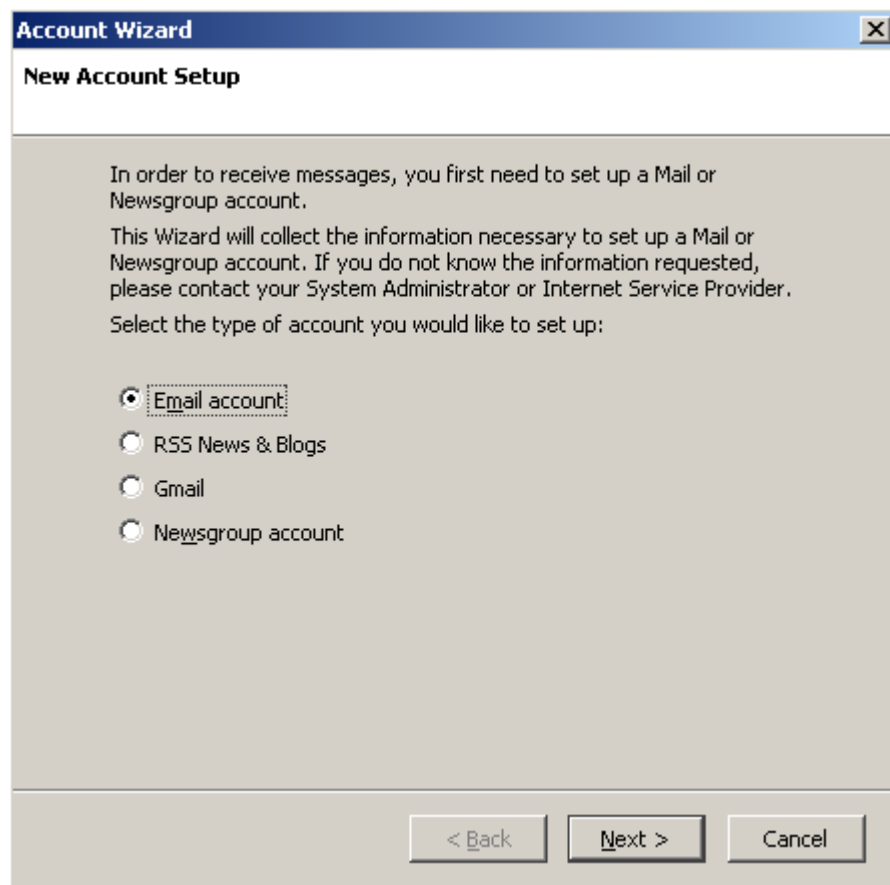 Account Wizard
New Account Setup
In order to receive messages, you first need to set up a Mail or
Newsgroup account.
This Wizard will collect the information necessary to set up a Mail or
Newsgroup account. If you do not know the information requested,
please contact your System Administrator or Internet Service Provider.
Select the type of account you would like to set up:
Email account
RSS News & Blogs
Gmail
Newsgroup account
< Back Next > Cancel